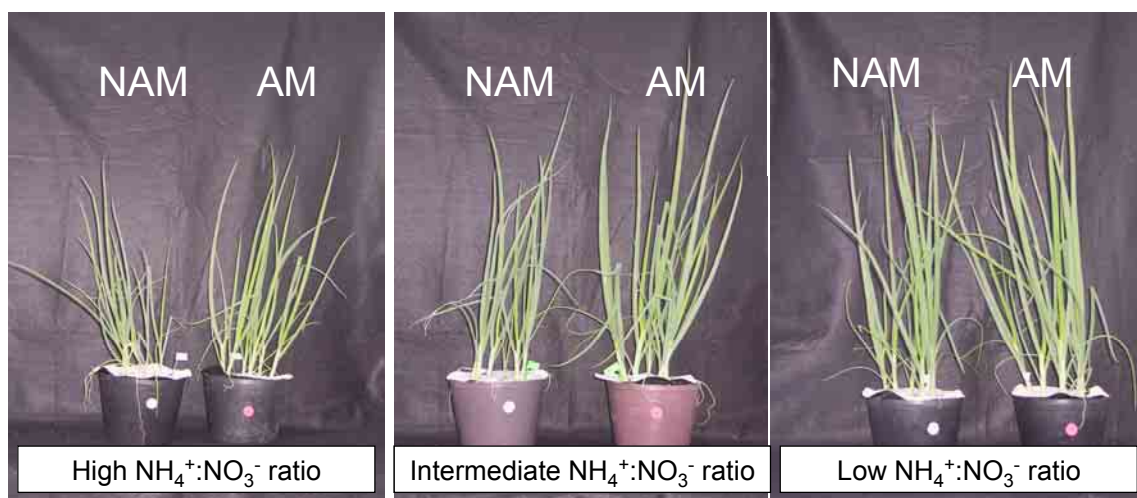 NAM AM
High NH₄⁺:NO₃⁻ ratio
NAM AM
Intermediate NH₄⁺:NO₃⁻ ratio
NAM AM
Low NH₄⁺:NO₃⁻ ratio